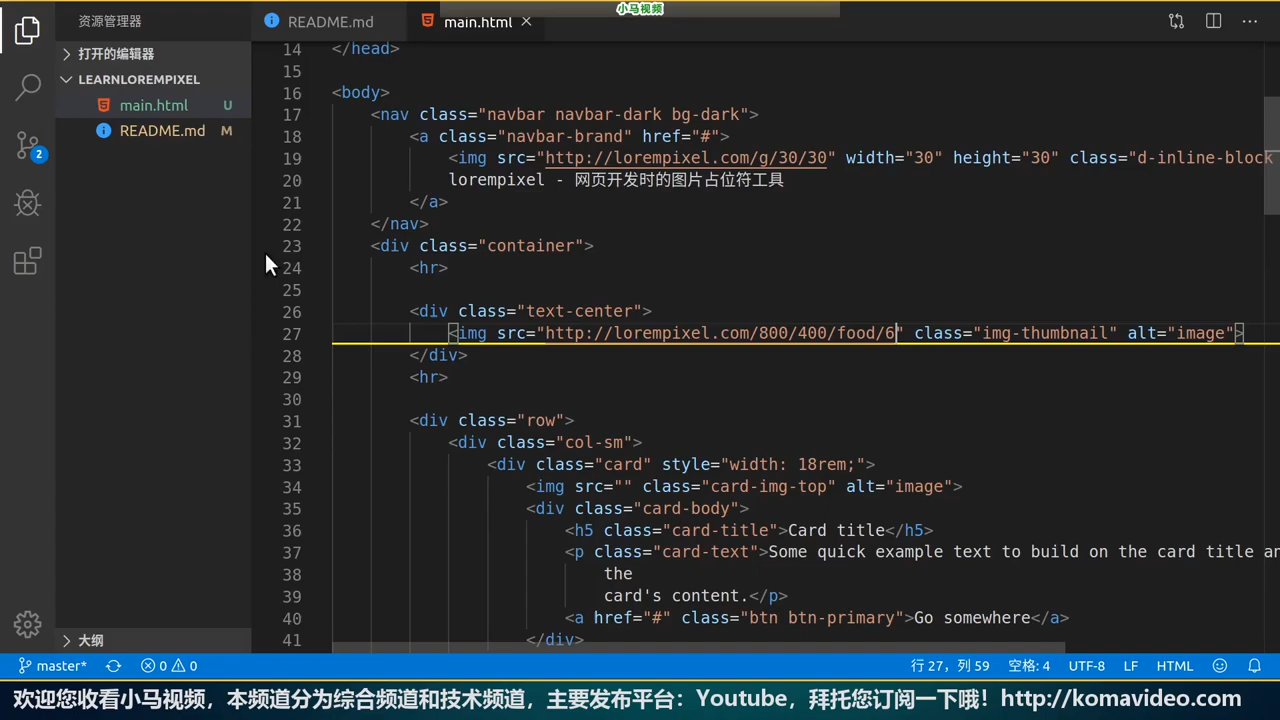 小马视频
资源管理器
README.md
main.html
打开的编辑器
LEARNLOREMPIXEL
main.html U
README.md M
大纲
14 </head>
15
16 <body>
17 <nav class="navbar navbar-dark bg-dark">
18 <a class="navbar-brand" href="#">
19 <img src="http://lorempixel.com/g/30/30" width="30" height="30" class="d-inline-block
20 lorempixel - 网页开发时的图片占位符工具
21 </a>
22 </nav>
23 <div class="container">
24 <hr>
25
26 <div class="text-center">
27 <img src="http://lorempixel.com/800/400/food/6" class="img-thumbnail" alt="image">
28 </div>
29 <hr>
30
31 <div class="row">
32 <div class="col-sm">
33 <div class="card" style="width: 18rem;">
34 <img src="" class="card-img-top" alt="image">
35 <div class="card-body">
36 <h5 class="card-title">Card title</h5>
37 <p class="card-text">Some quick example text to build on the card title an
38 the
39 card's content.</p>
40 <a href="#" class="btn btn-primary">Go somewhere</a>
41 </div>
2
master* 0 0 行 27，列 59 空格: 4 UTF-8 LF HTML
欢迎您收看小马视频，本频道分为综合频道和技术频道，主要发布平台：Youtube，拜托您订阅一下哦！http://komavideo.com